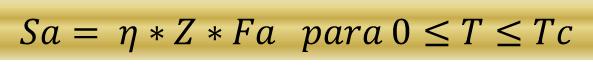 Sa = η * Z * Fa para 0 ≤ T ≤ Tc